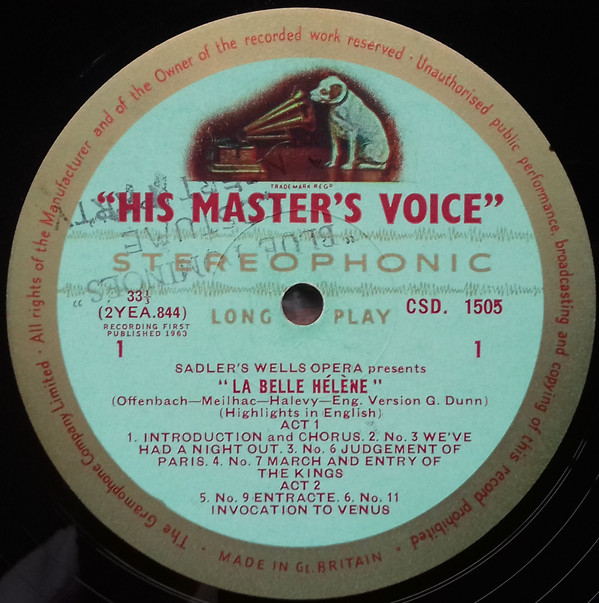 The Gramophone Company Limited · All rights of the Manufacturer and of the Owner of the recorded work reserved · Unauthorised public performance, broadcasting and copying of this record prohibited ·
TRADE MARK REGD
"HIS MASTER'S VOICE"
STEREOPHONIC
33⅓
(2YEA.844)
LONG PLAY
CSD. 1505
RECORDING FIRST
PUBLISHED 1963
1 1
SADLER'S WELLS OPERA presents
"LA BELLE HÉLÈNE"
(Offenbach—Meilhac—Halevy—Eng. Version G. Dunn)
(Highlights in English)
ACT 1
1. INTRODUCTION and CHORUS. 2. No. 3 WE'VE
HAD A NIGHT OUT. 3. No. 6 JUDGEMENT OF
PARIS. 4. No. 7 MARCH AND ENTRY OF
THE KINGS
ACT 2
5. No. 9 ENTRACTE. 6. No. 11
INVOCATION TO VENUS
MADE IN GT. BRITAIN
BLUE